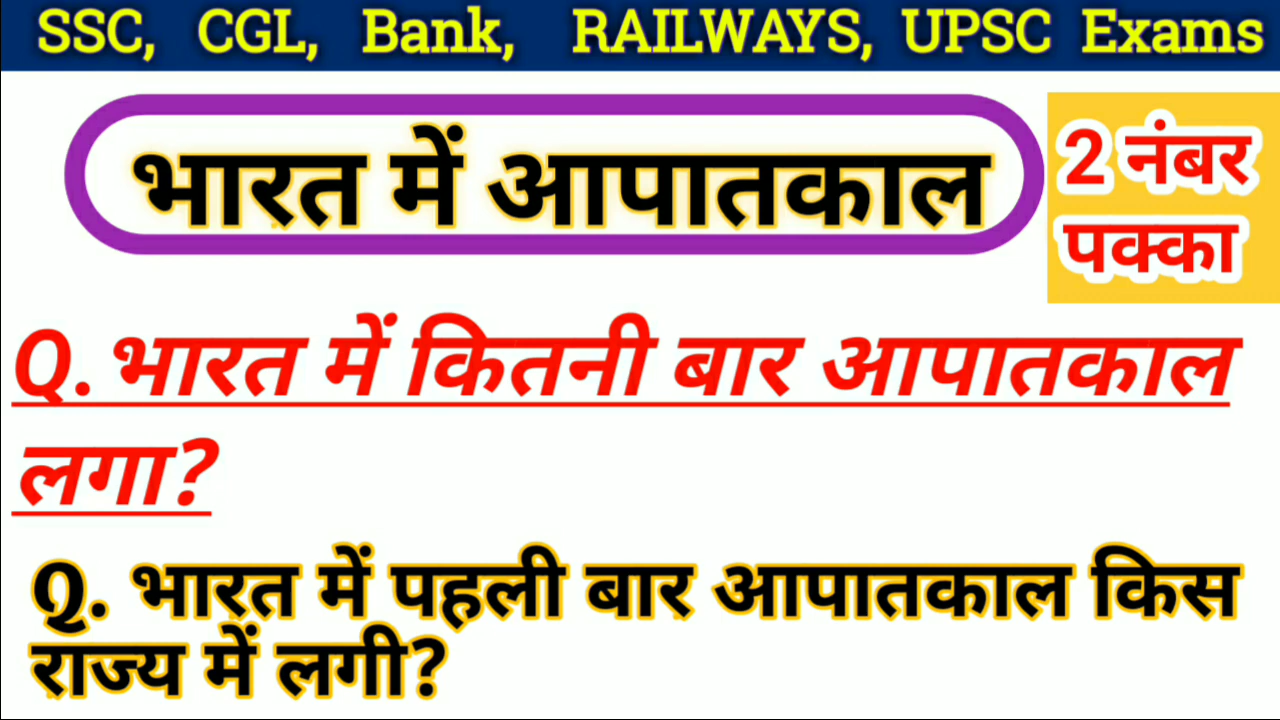 SSC, CGL, Bank, RAILWAYS, UPSC Exams
भारत में आपातकाल
2 नंबर
पक्का
Q. भारत में कितनी बार आपातकाल
लगा?
Q. भारत में पहली बार आपातकाल किस
राज्य में लगी?